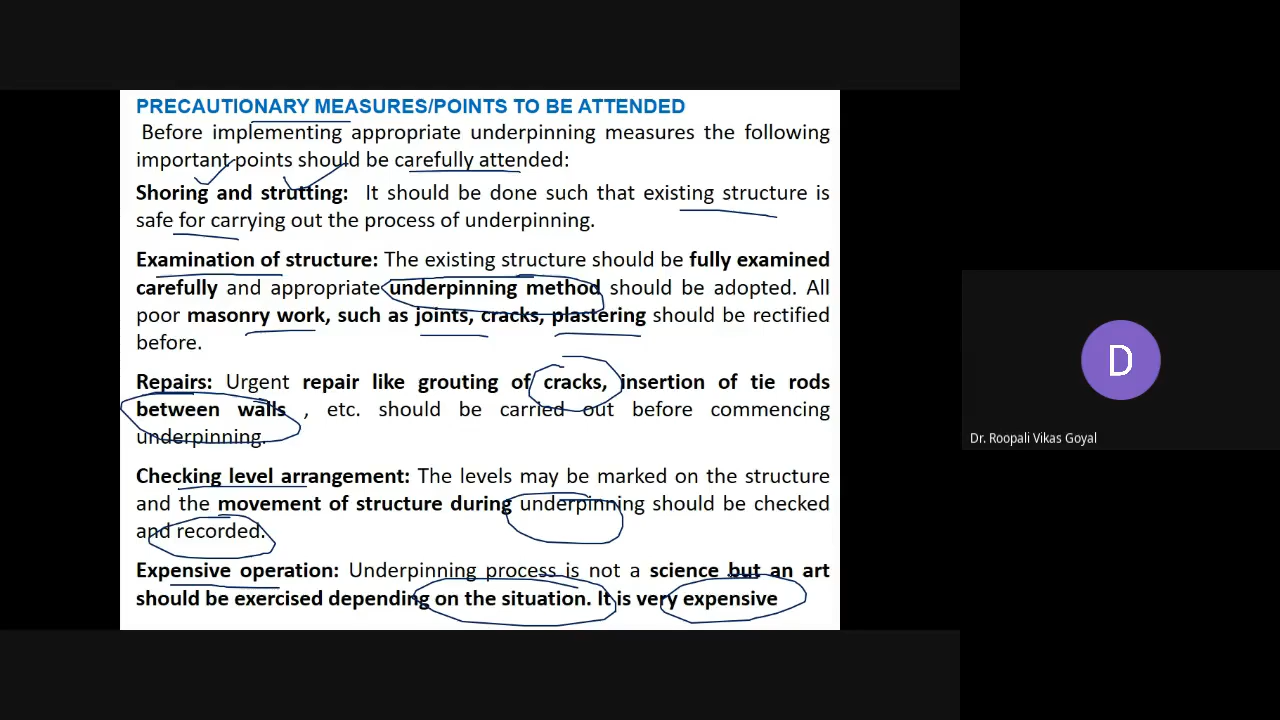 PRECAUTIONARY MEASURES/POINTS TO BE ATTENDED
Before implementing appropriate underpinning measures the following
important points should be carefully attended:
Shoring and strutting: It should be done such that existing structure is
safe for carrying out the process of underpinning.
Examination of structure: The existing structure should be fully examined
carefully and appropriate underpinning method should be adopted. All
poor masonry work, such as joints, cracks, plastering should be rectified
before.
Repairs: Urgent repair like grouting of cracks, insertion of tie rods
between walls , etc. should be carried out before commencing
underpinning.
Checking level arrangement: The levels may be marked on the structure
and the movement of structure during underpinning should be checked
and recorded.
Expensive operation: Underpinning process is not a science but an art
should be exercised depending on the situation. It is very expensive
D
Dr. Roopali Vikas Goyal